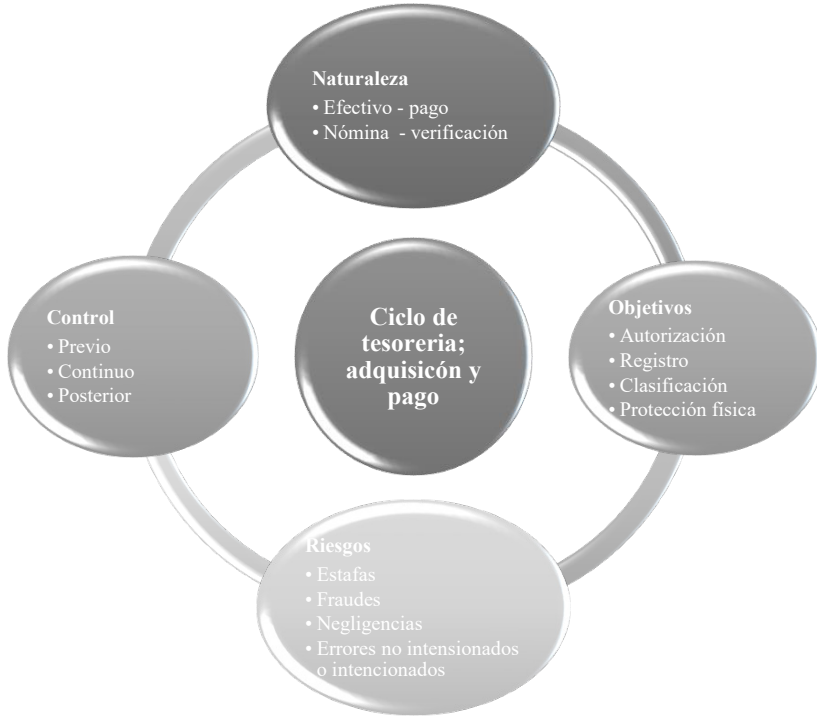 Naturaleza
• Efectivo - pago
• Nómina - verificación
Control
• Previo
• Continuo
• Posterior
Ciclo de
tesoreria;
adquisicón y
pago
Objetivos
• Autorización
• Registro
• Clasificación
• Protección física
Riesgos
• Estafas
• Fraudes
• Negligencias
• Errores no intensionados
o intencionados